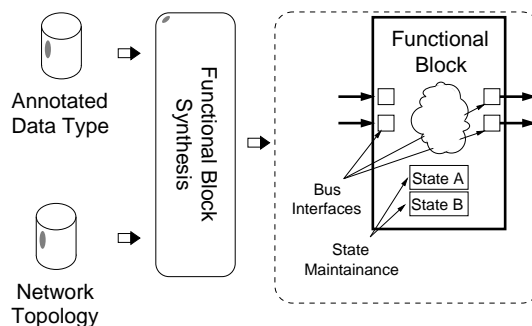 Annotated
Data Type
Network
Topology
Functional Block
Synthesis
Functional
Block
State A
State B
Bus
Interfaces
State
Maintainance